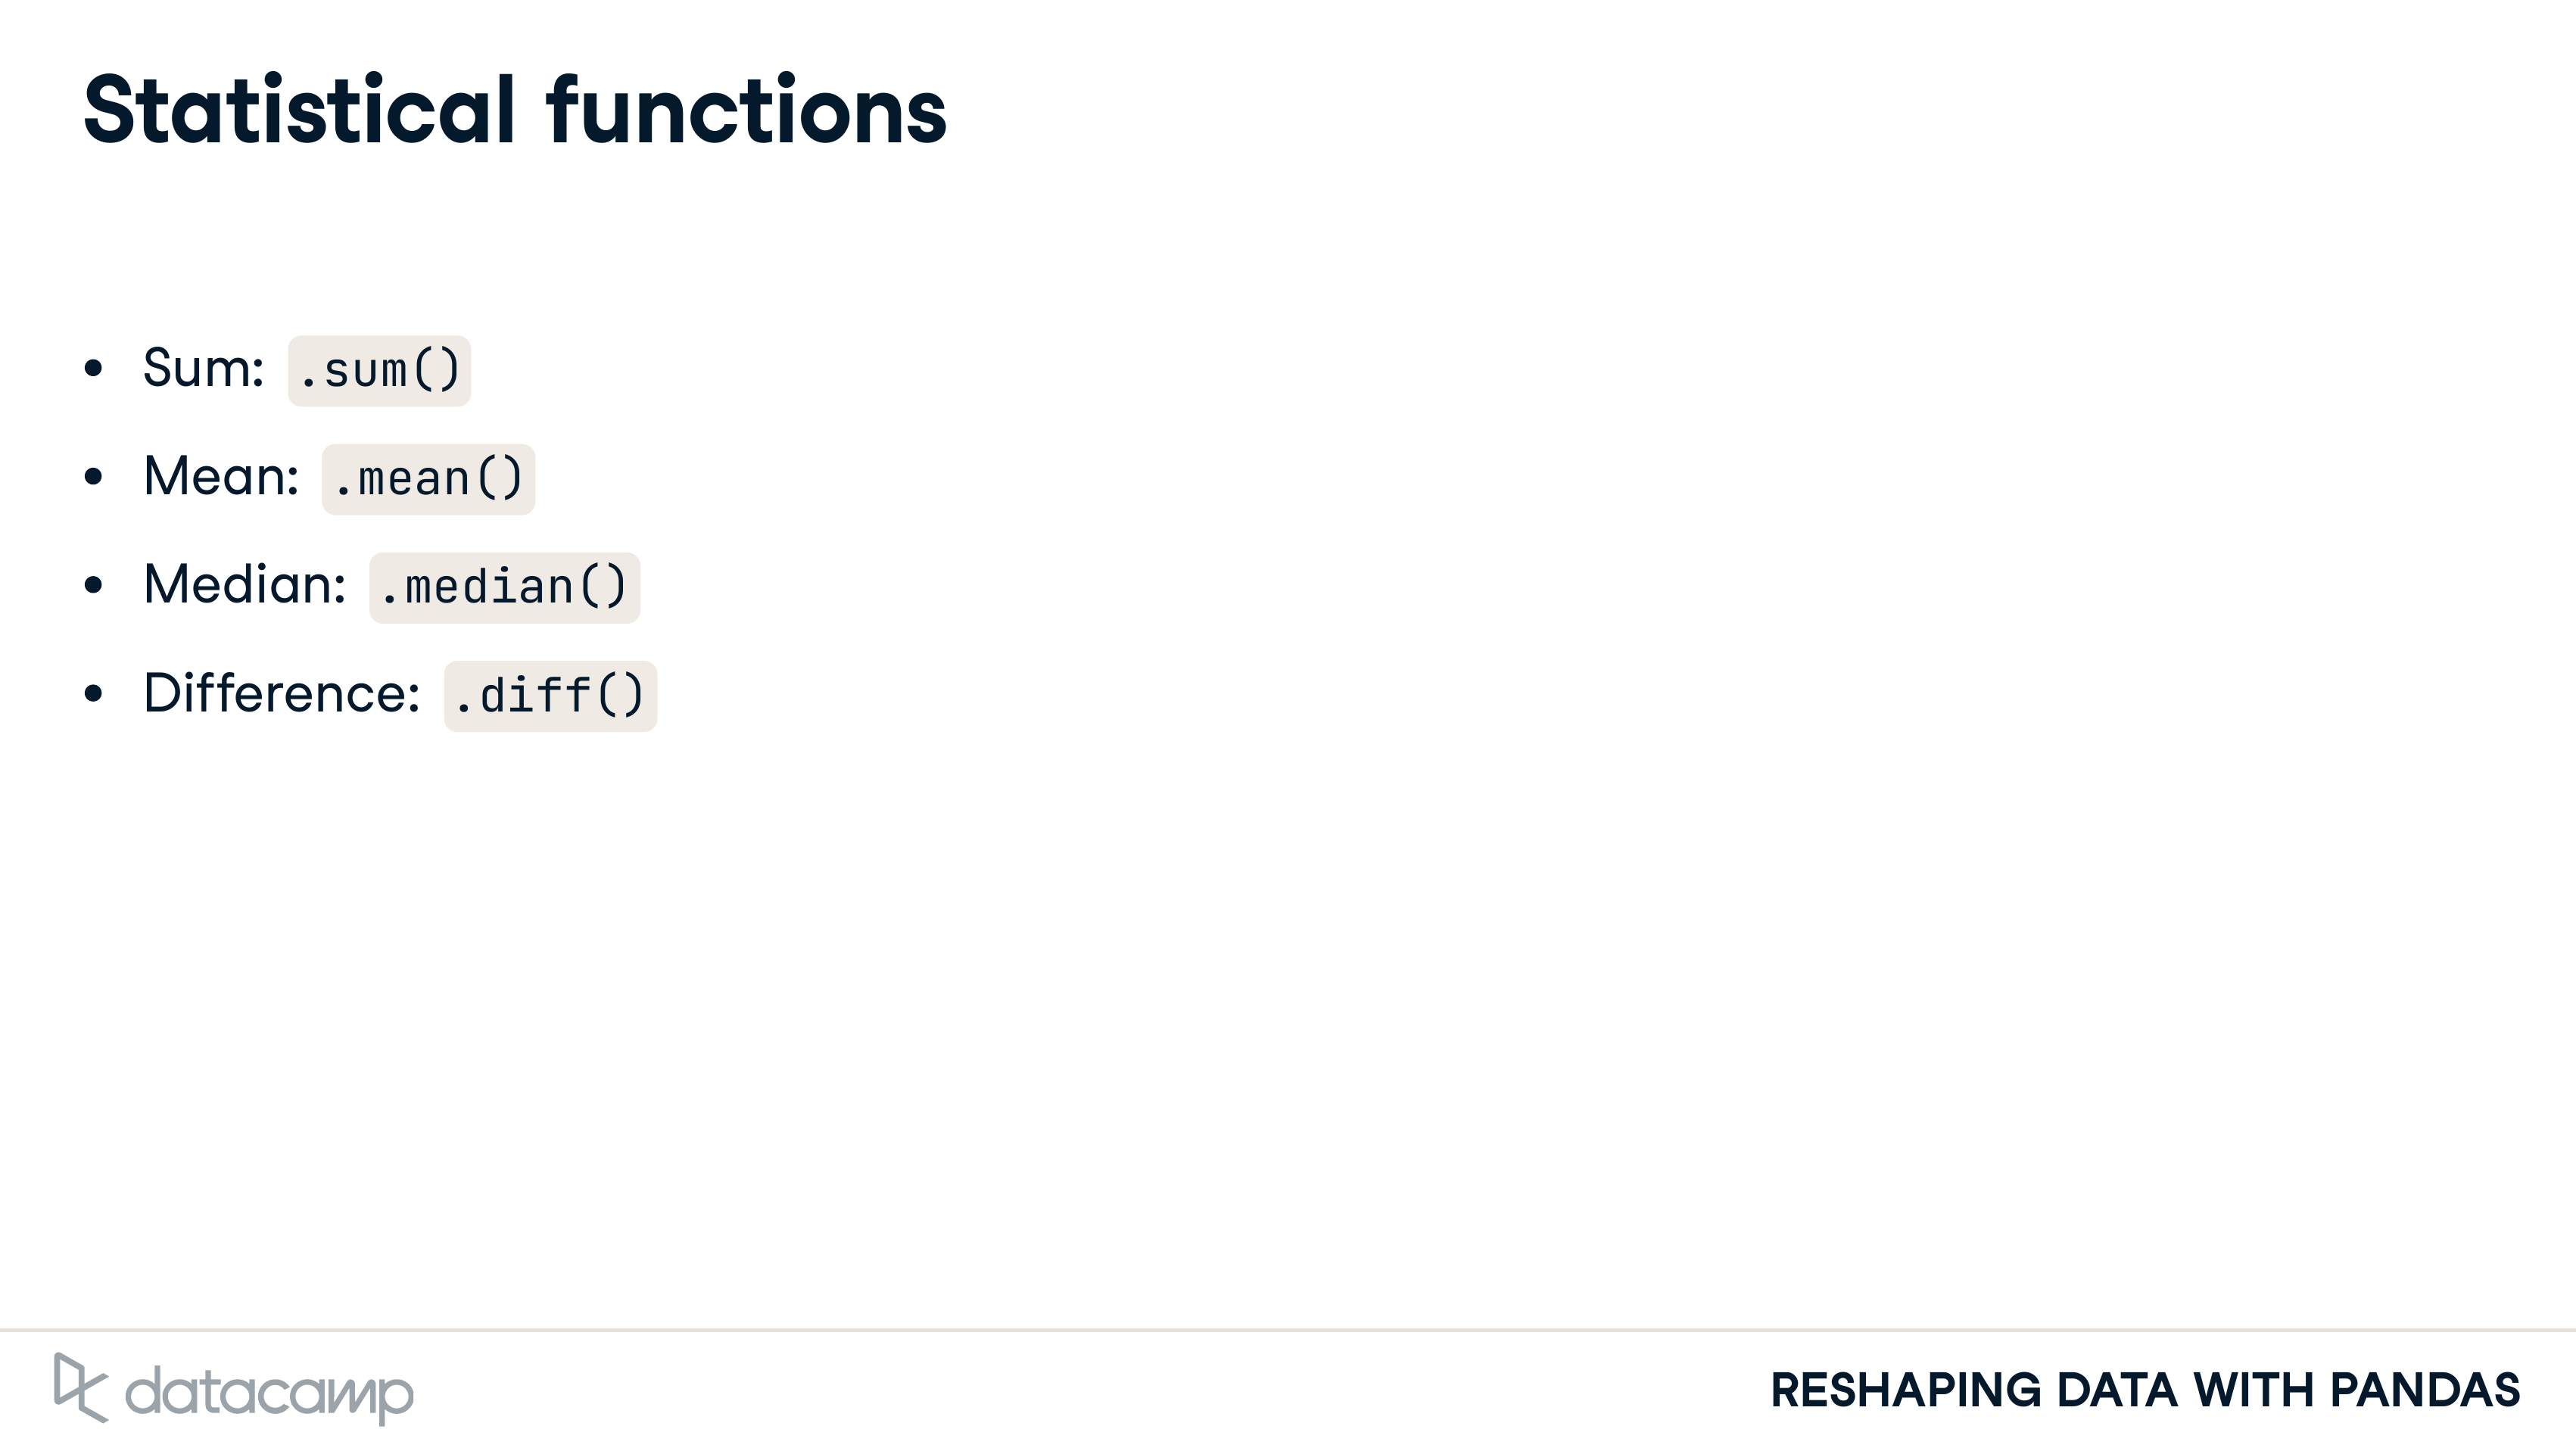 Statistical functions
• Sum: .sum()
• Mean: .mean()
• Median: .median()
• Difference: .diff()
datacamp
RESHAPING DATA WITH PANDAS